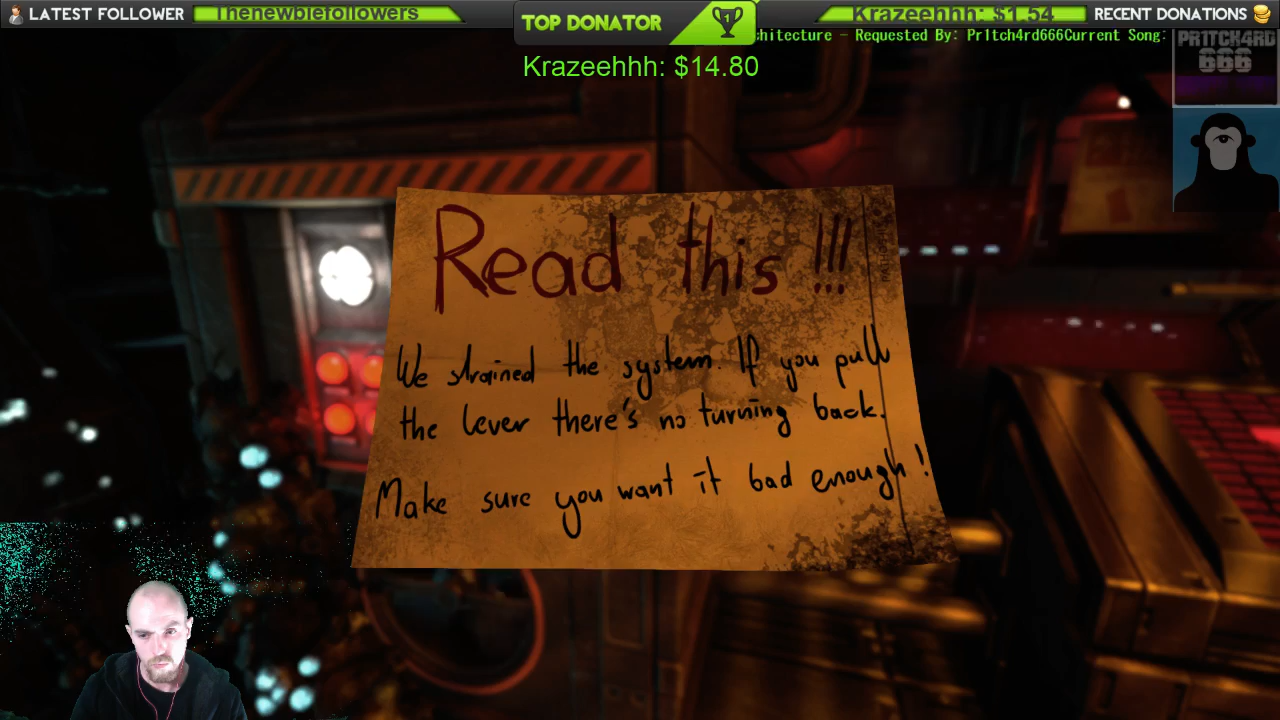 LATEST FOLLOWER
Thenewbiefollowers
TOP DONATOR
1
Krazeehhh: $1.54
RECENT DONATIONS
chitecture - Requested By: Pr1tch4rd666Current Song:
Krazeehhh: $14.80
PR1TCH4RD
666
Read this !!!
We strained the system. If you pull
the lever there's no turning back.
Make sure you want it bad enough!